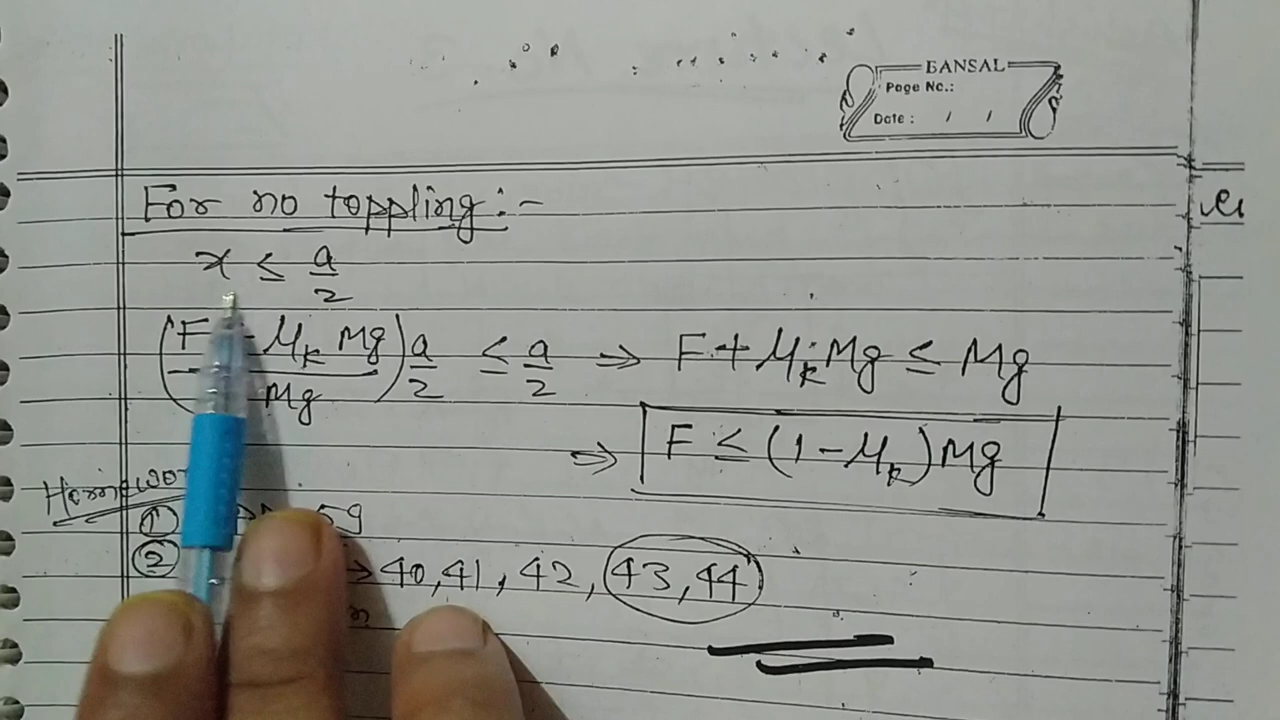 BANSAL
Page No.:
Date : / /
For no toppling :-
x ≤ a/2
(F μk Mg / Mg) a/2 ≤ a/2 ⇒ F + μk Mg ≤ Mg
⇒ F ≤ (1 - μk) Mg
①
② → 40, 41, 42, 43, 44